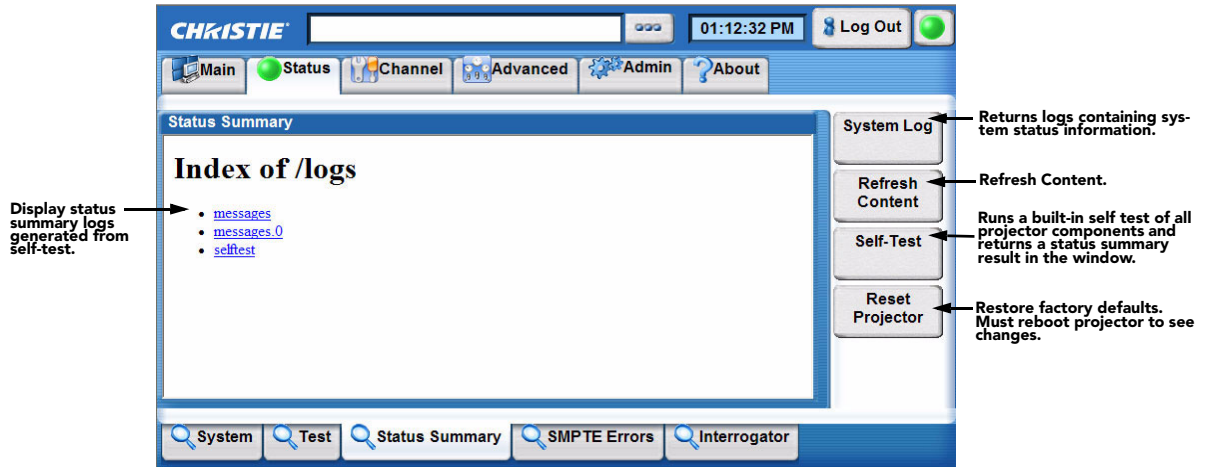 CHRISTIE
01:12:32 PM
Log Out
Main
Status
Channel
Advanced
Admin
About
Status Summary
Index of /logs
messages
messages.0
selftest
Display status
summary logs
generated from
self-test.
System Log
Refresh
Content
Self-Test
Reset
Projector
Returns logs containing sys-
tem status information.
Refresh Content.
Runs a built-in self test of all
projector components and
returns a status summary
result in the window.
Restore factory defaults.
Must reboot projector to see
changes.
System
Test
Status Summary
SMPTE Errors
Interrogator